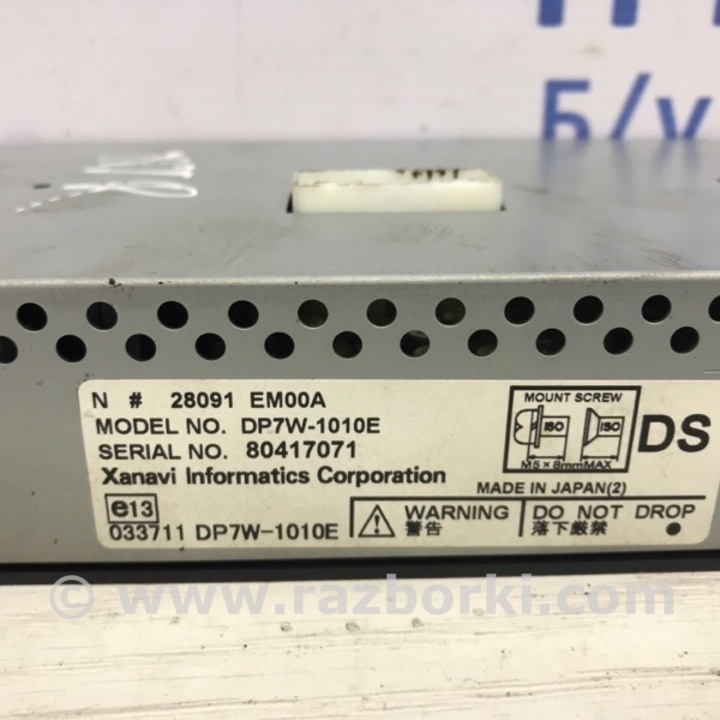 Б/у
N # 28091 EM00A
MODEL NO. DP7W-1010E
SERIAL NO. 80417071
Xanavi Informatics Corporation
MOUNT SCREW
ISO ISO
M5×8mmMAX
DS
MADE IN JAPAN(2)
e13
033711 DP7W-1010E
WARNING
警告
DO NOT DROP
落下厳禁
© www.razborki.com